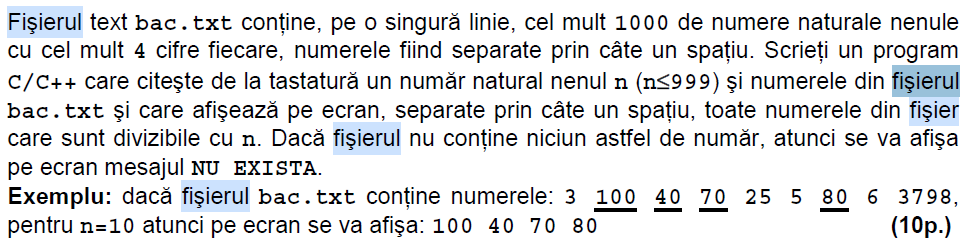 Fişierul text bac.txt conţine, pe o singură linie, cel mult 1000 de numere naturale nenule
cu cel mult 4 cifre fiecare, numerele fiind separate prin câte un spaţiu. Scrieţi un program
C/C++ care citeşte de la tastatură un număr natural nenul n (n≤999) şi numerele din fişierul
bac.txt şi care afişează pe ecran, separate prin câte un spaţiu, toate numerele din fişier
care sunt divizibile cu n. Dacă fişierul nu conţine niciun astfel de număr, atunci se va afişa
pe ecran mesajul NU EXISTA.
Exemplu: dacă fişierul bac.txt conţine numerele: 3 100 40 70 25 5 80 6 3798,
pentru n=10 atunci pe ecran se va afişa: 100 40 70 80 (10p.)